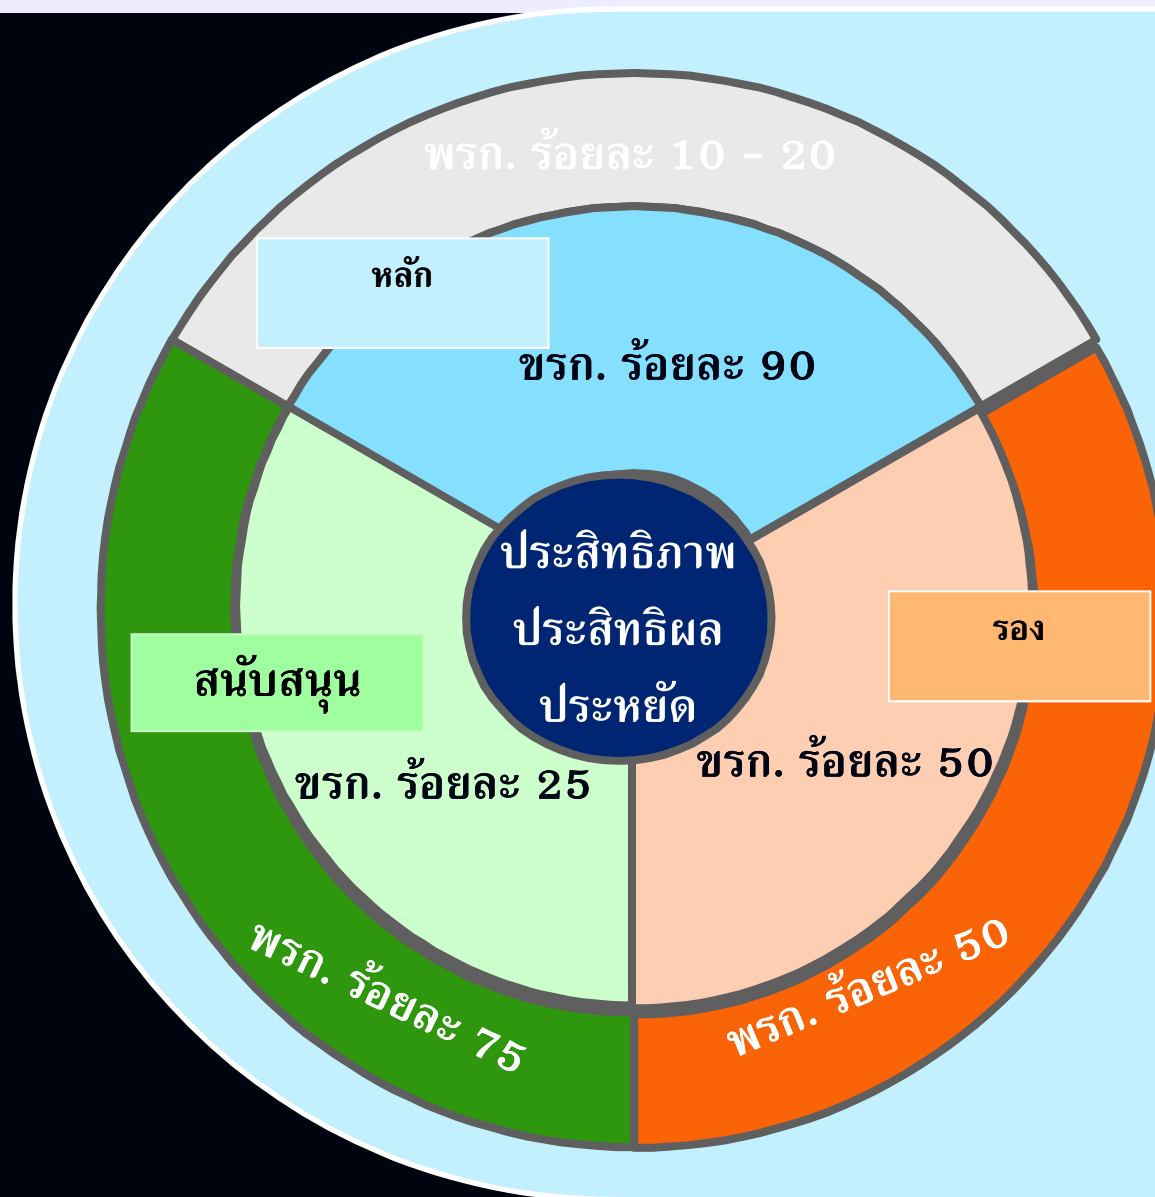 พรก. ร้อยละ 10 - 20
หลัก
ขรก. ร้อยละ 90
ประสิทธิภาพ
ประสิทธิผล
ประหยัด
รอง
สนับสนุน
ขรก. ร้อยละ 50
ขรก. ร้อยละ 25
พรก. ร้อยละ 75
พรก. ร้อยละ 50